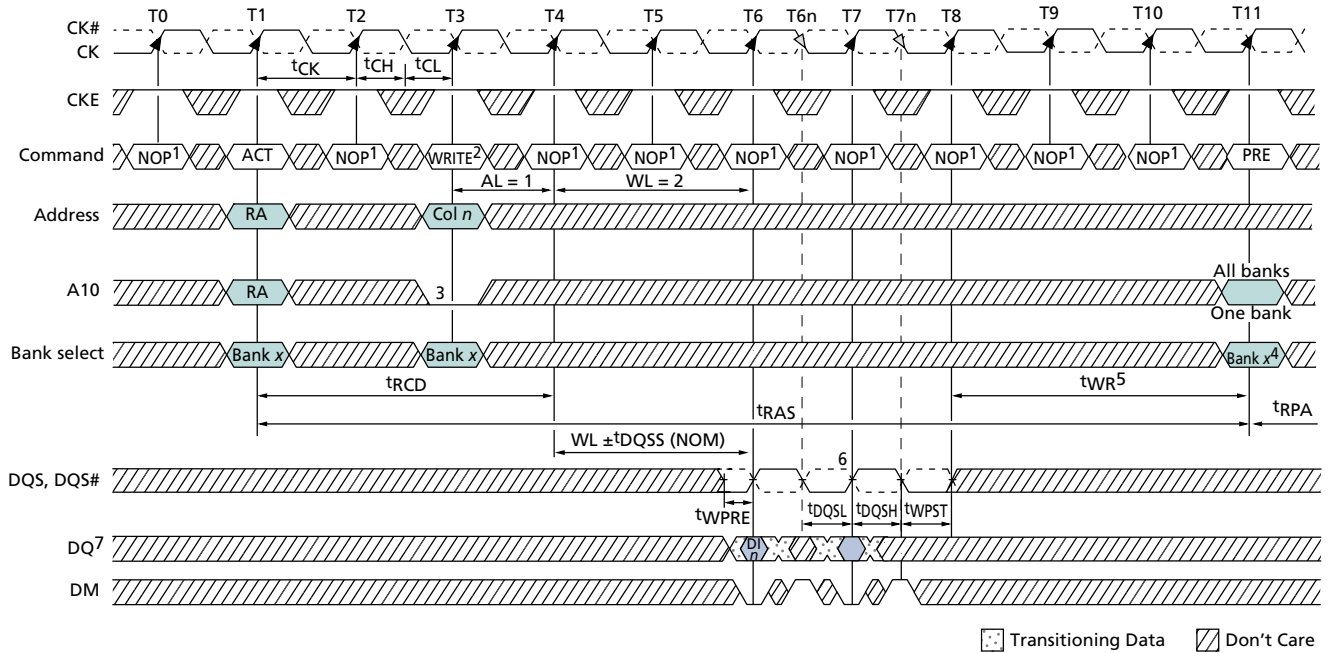 T0 T1 T2 T3 T4 T5 T6 T6n T7 T7n T8 T9 T10 T11
CK#
CK
tCK tCH tCL
CKE
Command NOP1 ACT NOP1 WRITE2 NOP1 NOP1 NOP1 NOP1 NOP1 NOP1 NOP1 PRE
AL = 1 WL = 2
Address RA Col n
All banks
A10 RA 3
One bank
Bank select Bank x Bank x Bank x4
tRCD tWR5
tRAS tRPA
WL ±tDQSS (NOM)
6
DQS, DQS#
tWPRE tDQSL tDQSH tWPST
DQ7 DI
n
DM
Transitioning Data Don't Care